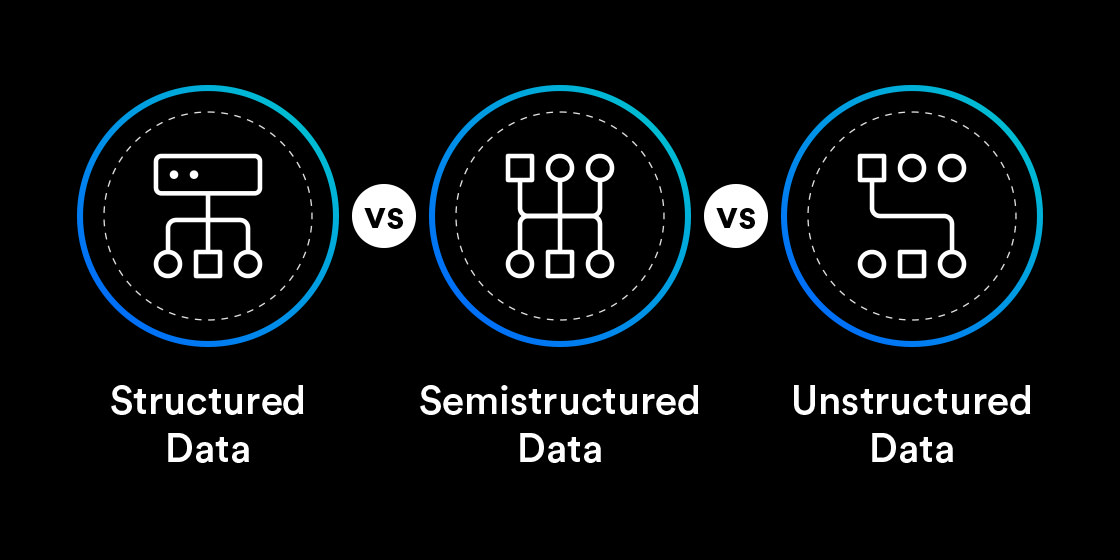 Structured
Data
vs
Semistructured
Data
vs
Unstructured
Data